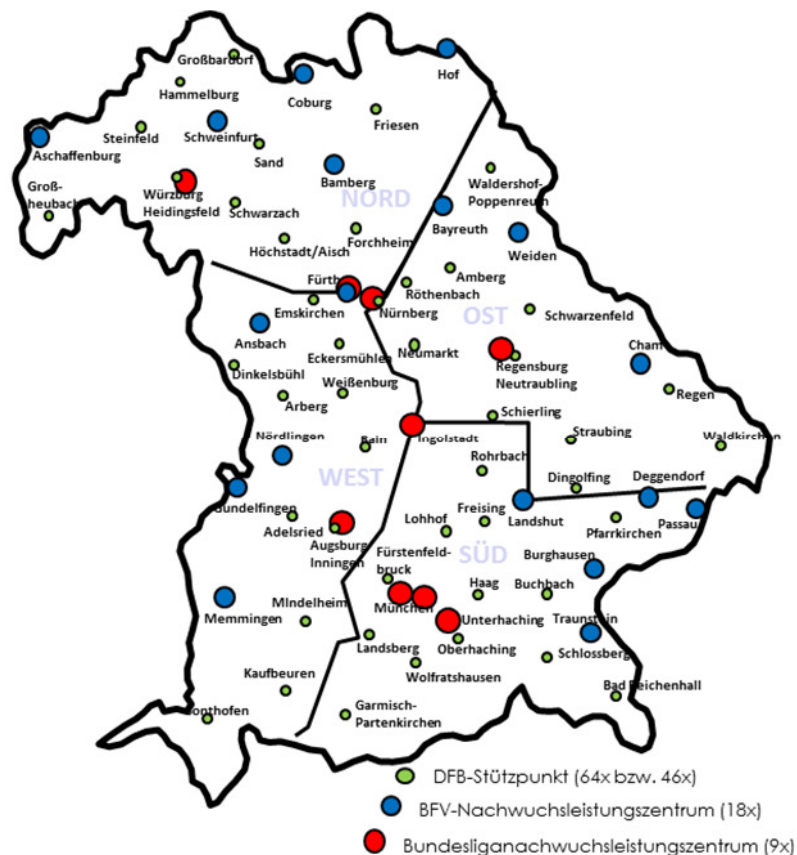 Großbardorf
Hof
Hammelburg
Coburg
Friesen
Steinfeld
Schweinfurt
Aschaffenburg
Sand
Bamberg
Waldershof-
Poppenreuth
Groß-
heubach
Würzburg
Heidingsfeld
NORD
Schwarzach
Bayreuth
Forchheim
Weiden
Höchstadt/Aisch
Amberg
Fürth
Röthenbach
Emskirchen
Nürnberg
OST
Schwarzenfeld
Ansbach
Cham
Eckersmühlen
Neumarkt
Regensburg
Neutraubling
Dinkelsbühl
Weißenburg
Regen
Arberg
Schierling
Nördlingen
Rain
Ingolstadt
Straubing
Waldkirchen
Rohrbach
WEST
Dingolfing
Deggendorf
Gundelfingen
Freising
Landshut
Adelsried
Lohhof
Pfarrkirchen
Passau
Augsburg
Inningen
Fürstenfeld-
bruck
SÜD
Burghausen
Haag
Buchbach
München
Memmingen
MIndelheim
Unterhaching
Traunstein
Landsberg
Oberhaching
Schlossberg
Wolfratshausen
Kaufbeuren
Bad Reichenhall
Sonthofen
Garmisch-
Partenkirchen
DFB-Stützpunkt (64x bzw. 46x)
BFV-Nachwuchsleistungszentrum (18x)
Bundesliganachwuchsleistungszentrum (9x)